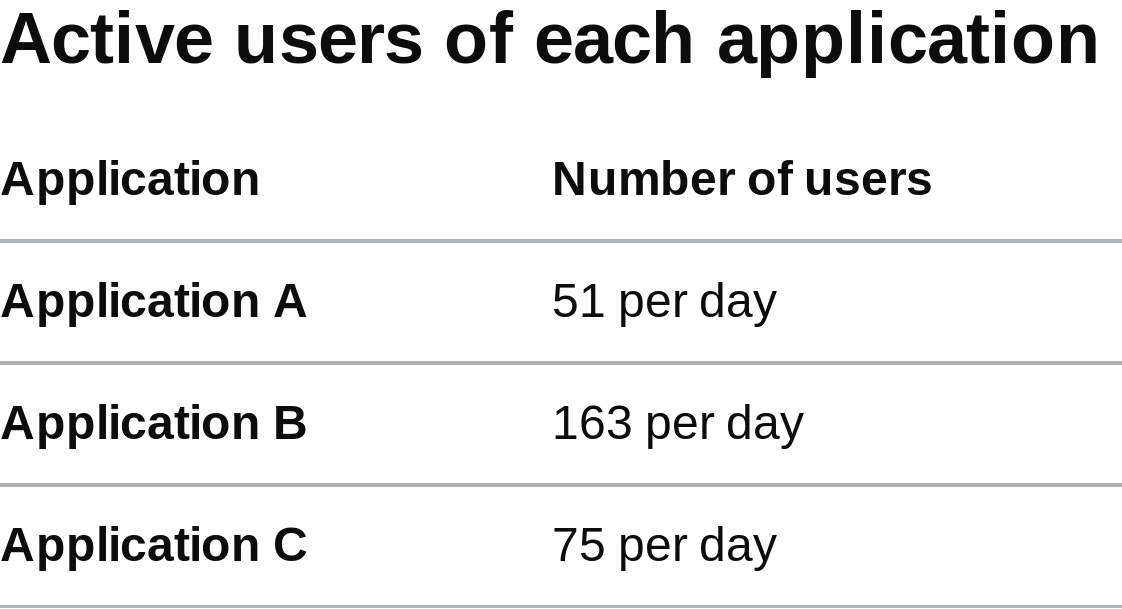 Active users of each application
Application Number of users
Application A 51 per day
Application B 163 per day
Application C 75 per day